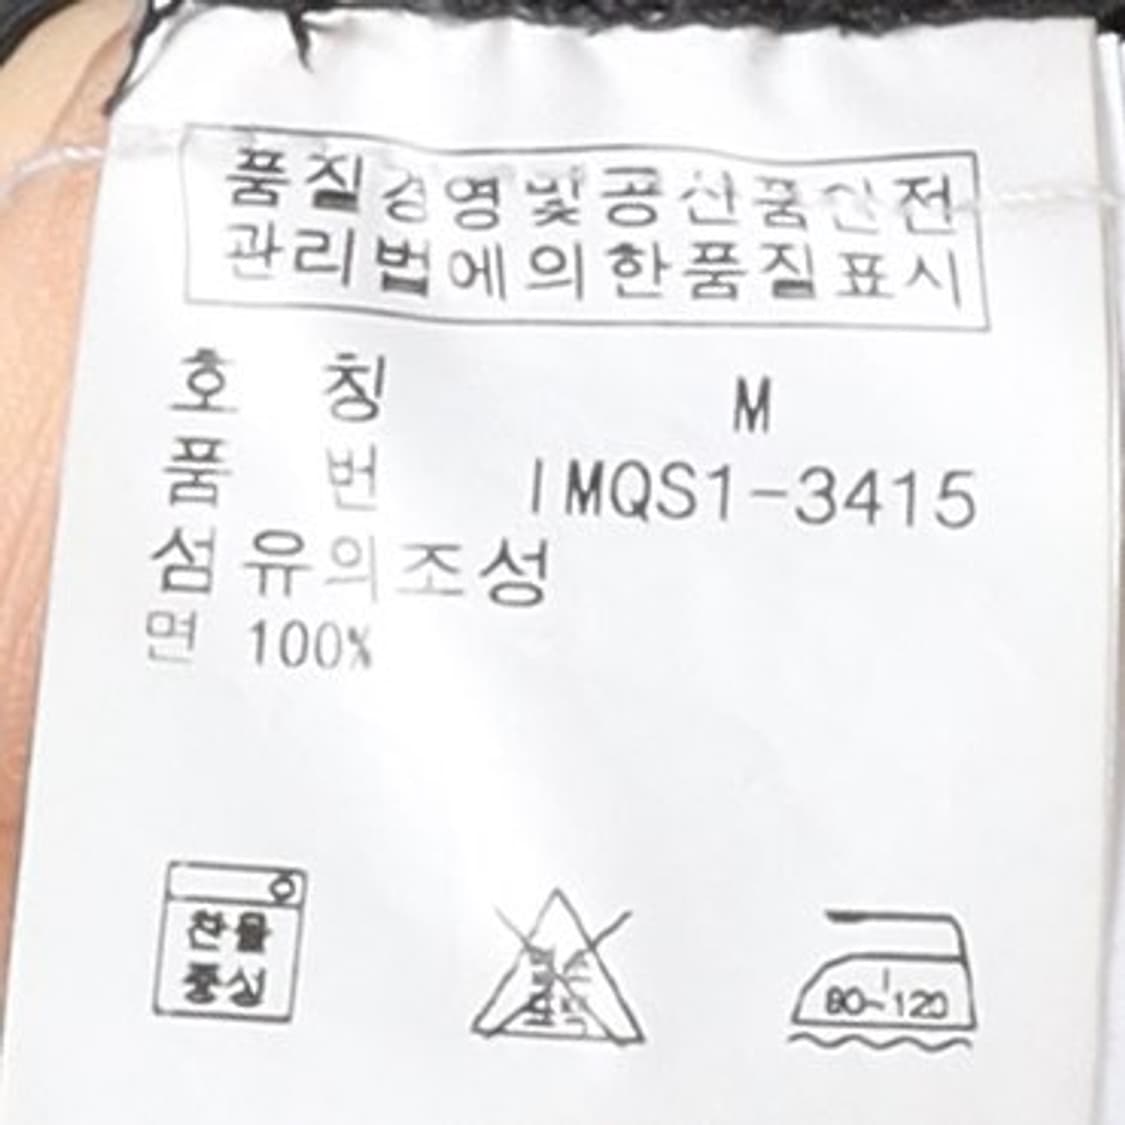 품질경영및공산품안전
관리법에의한품질표시
호 칭 M
품 번 IMQS1-3415
섬유의조성
면 100%
찬물
중성
80~120